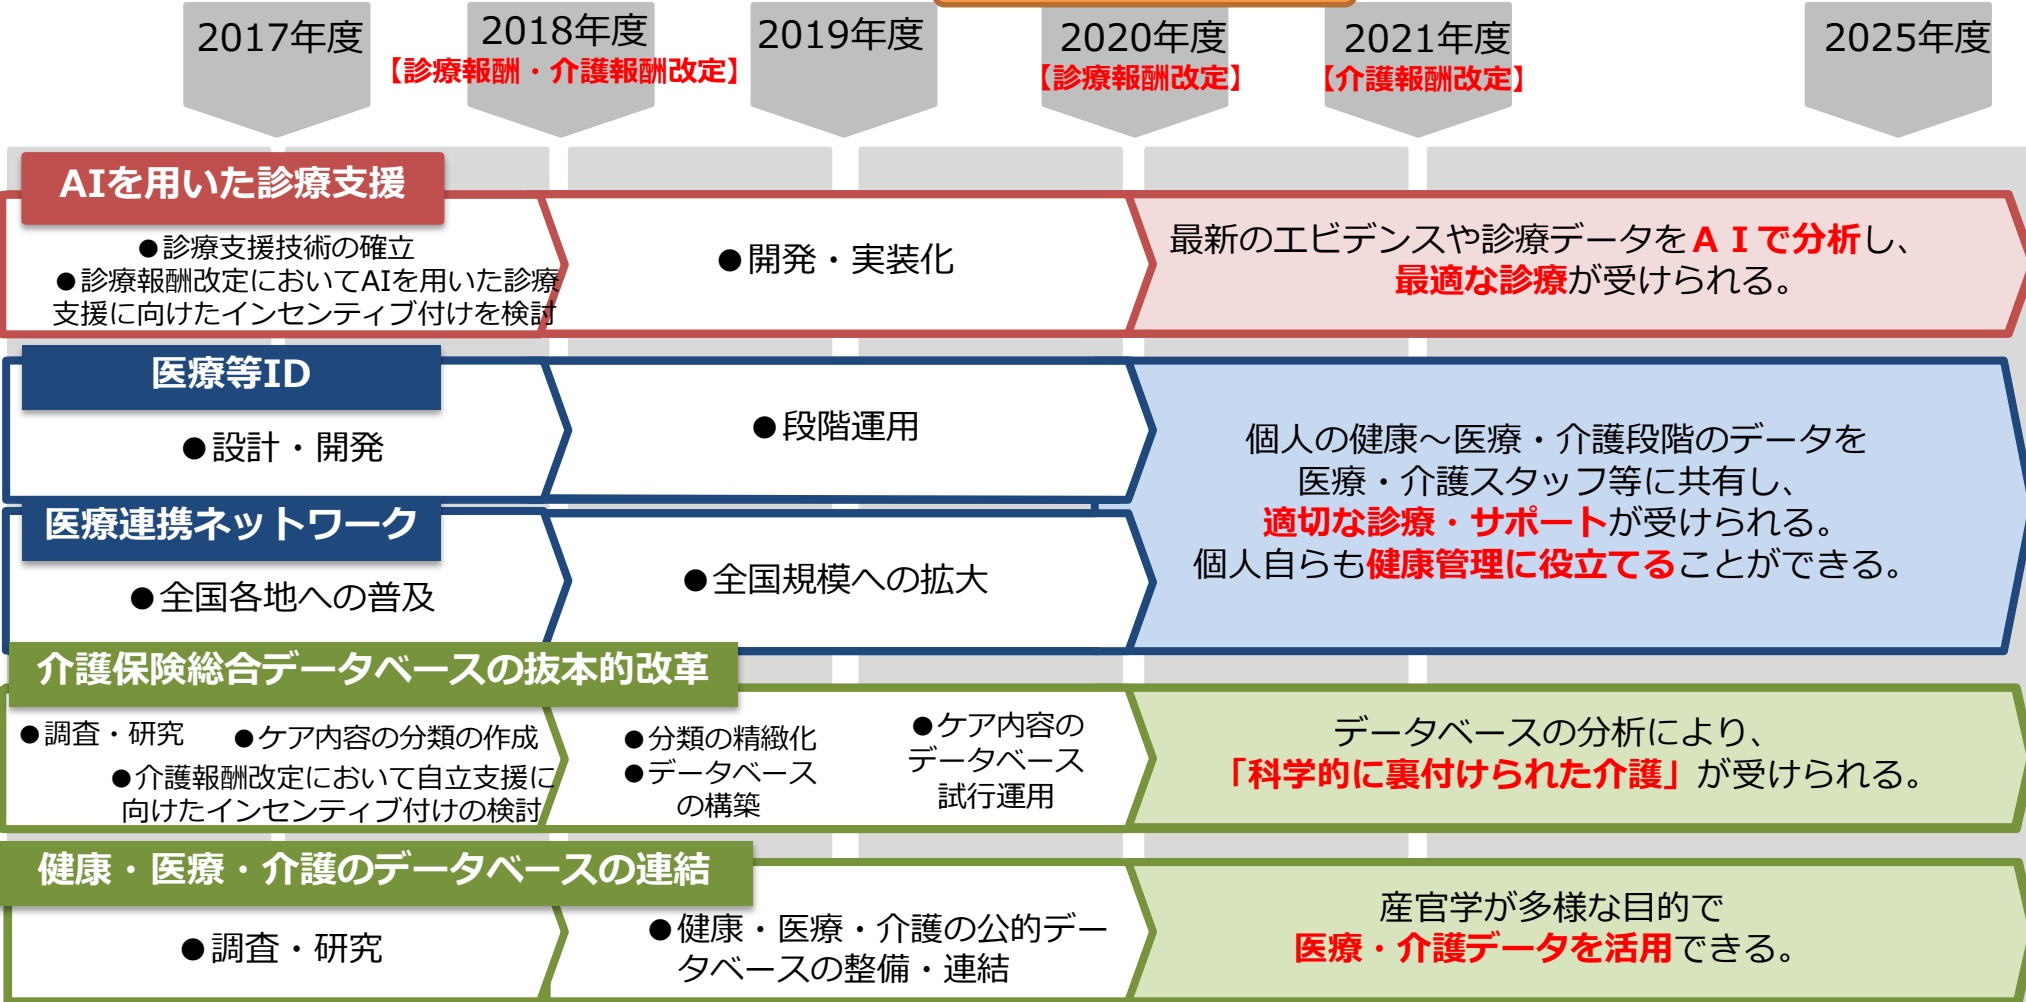 2017年度
2018年度
【診療報酬・介護報酬改定】
2019年度
2020年度
【診療報酬改定】
2021年度
【介護報酬改定】
2025年度
AIを用いた診療支援
●診療支援技術の確立
●診療報酬改定においてAIを用いた診療
支援に向けたインセンティブ付けを検討
●開発・実装化
最新のエビデンスや診療データをＡＩで分析し、
最適な診療が受けられる。
医療等ID
●設計・開発
●段階運用
医療連携ネットワーク
●全国各地への普及
●全国規模への拡大
個人の健康～医療・介護段階のデータを
医療・介護スタッフ等に共有し、
適切な診療・サポートが受けられる。
個人自らも健康管理に役立てることができる。
介護保険総合データベースの抜本的改革
●調査・研究
●ケア内容の分類の作成
●介護報酬改定において自立支援に
向けたインセンティブ付けの検討
●分類の精緻化
●データベース
の構築
●ケア内容の
データベース
試行運用
データベースの分析により、
「科学的に裏付けられた介護」が受けられる。
健康・医療・介護のデータベースの連結
●調査・研究
●健康・医療・介護の公的デー
タベースの整備・連結
産官学が多様な目的で
医療・介護データを活用できる。